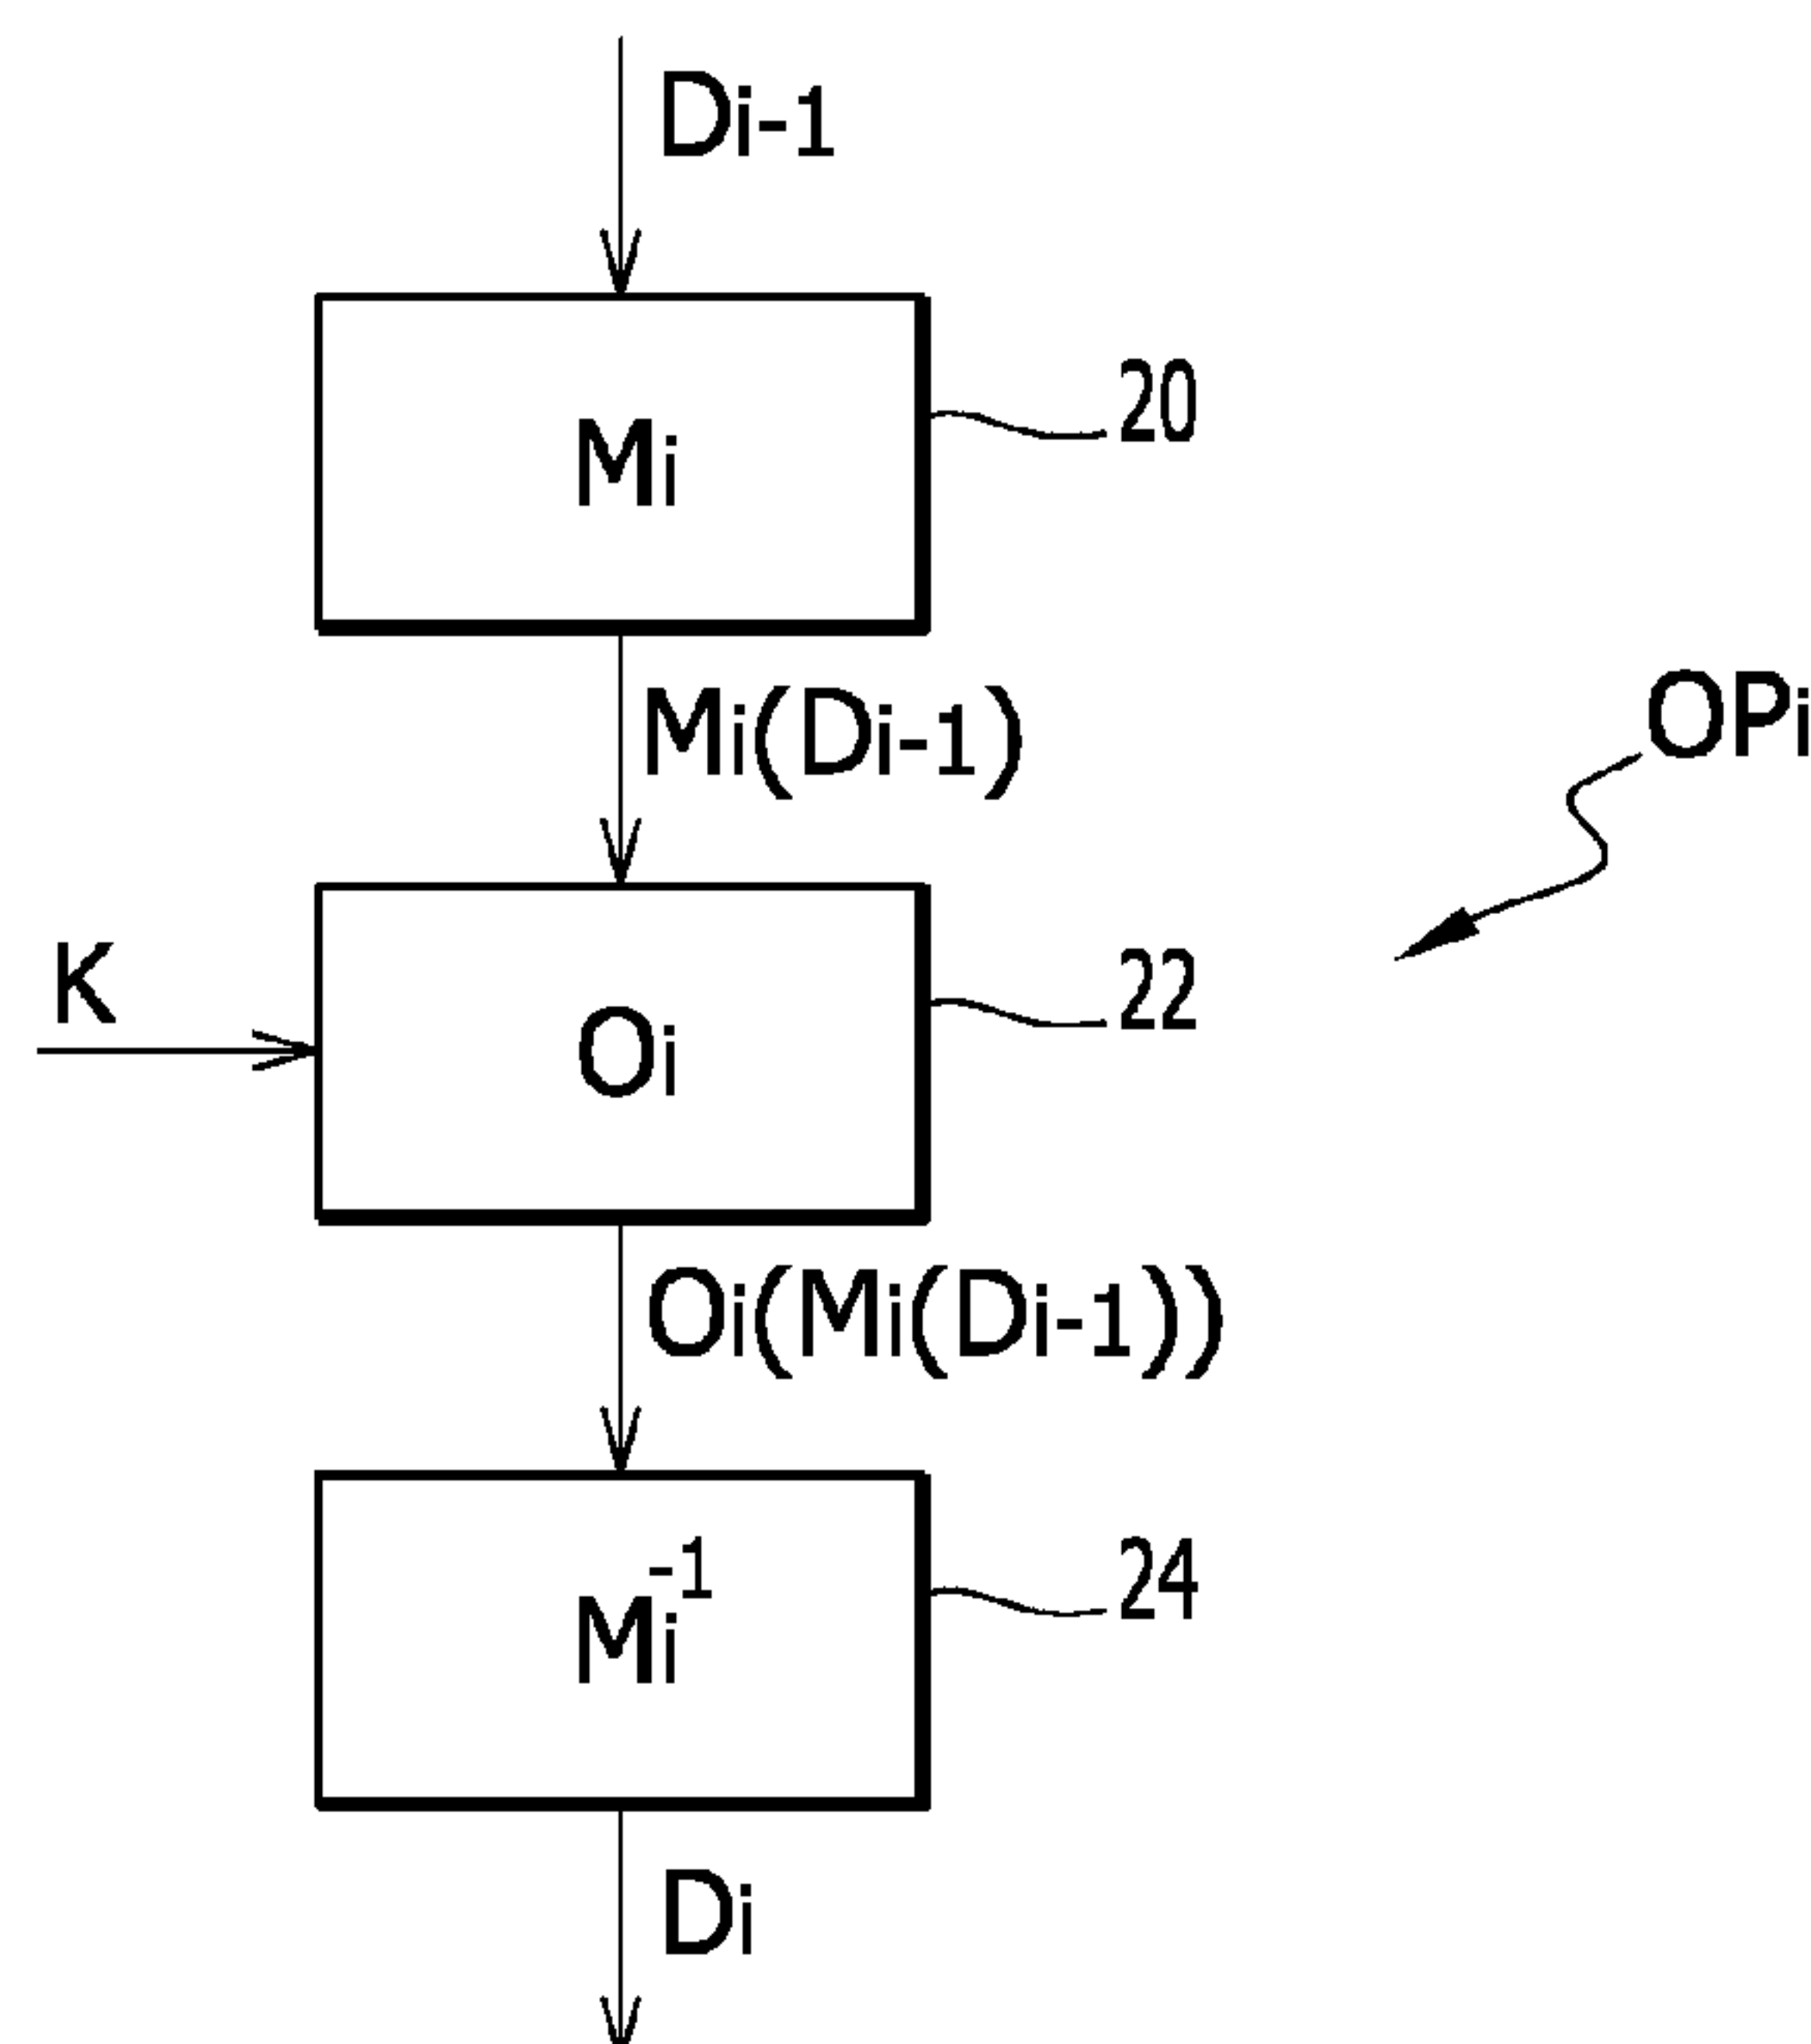 Di-1
Mi
20
Mi(Di-1)
OPi
K
Oi
22
Oi(Mi(Di-1))
Mi-1
24
Di